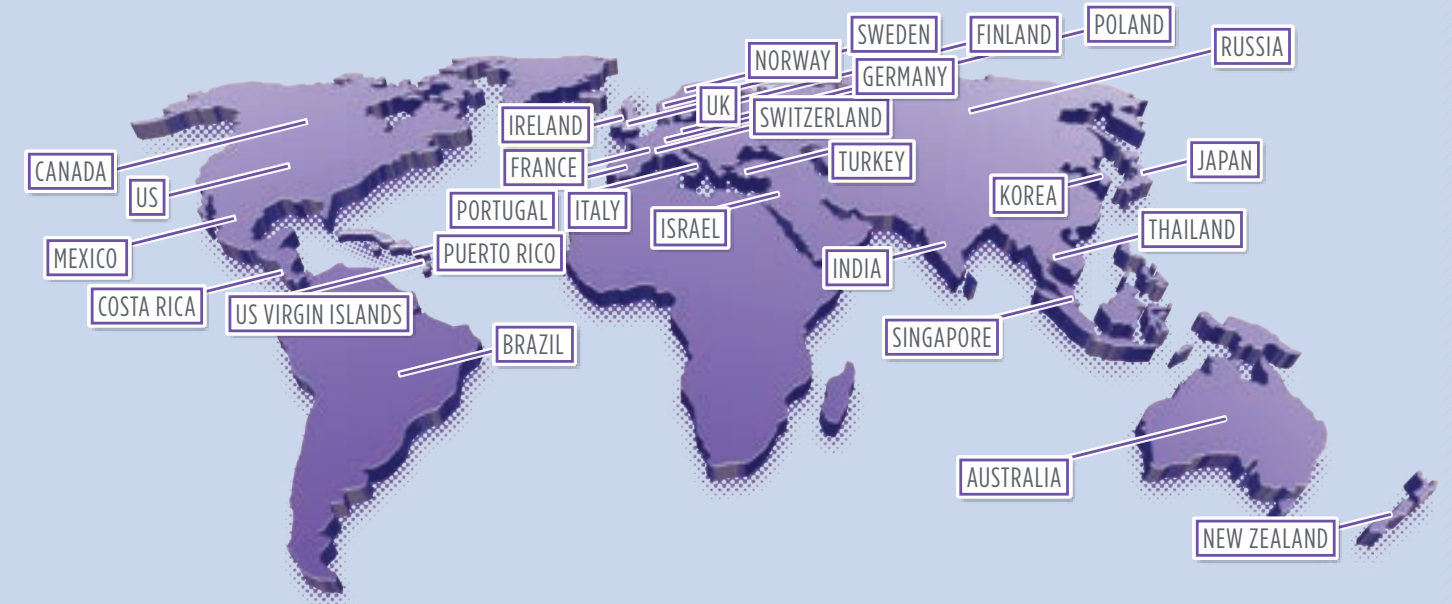 POLAND
SWEDEN
FINLAND
RUSSIA
NORWAY
GERMANY
UK
SWITZERLAND
IRELAND
TURKEY
JAPAN
FRANCE
CANADA
KOREA
US
PORTUGAL
ITALY
ISRAEL
THAILAND
PUERTO RICO
MEXICO
INDIA
COSTA RICA
US VIRGIN ISLANDS
SINGAPORE
BRAZIL
AUSTRALIA
NEW ZEALAND